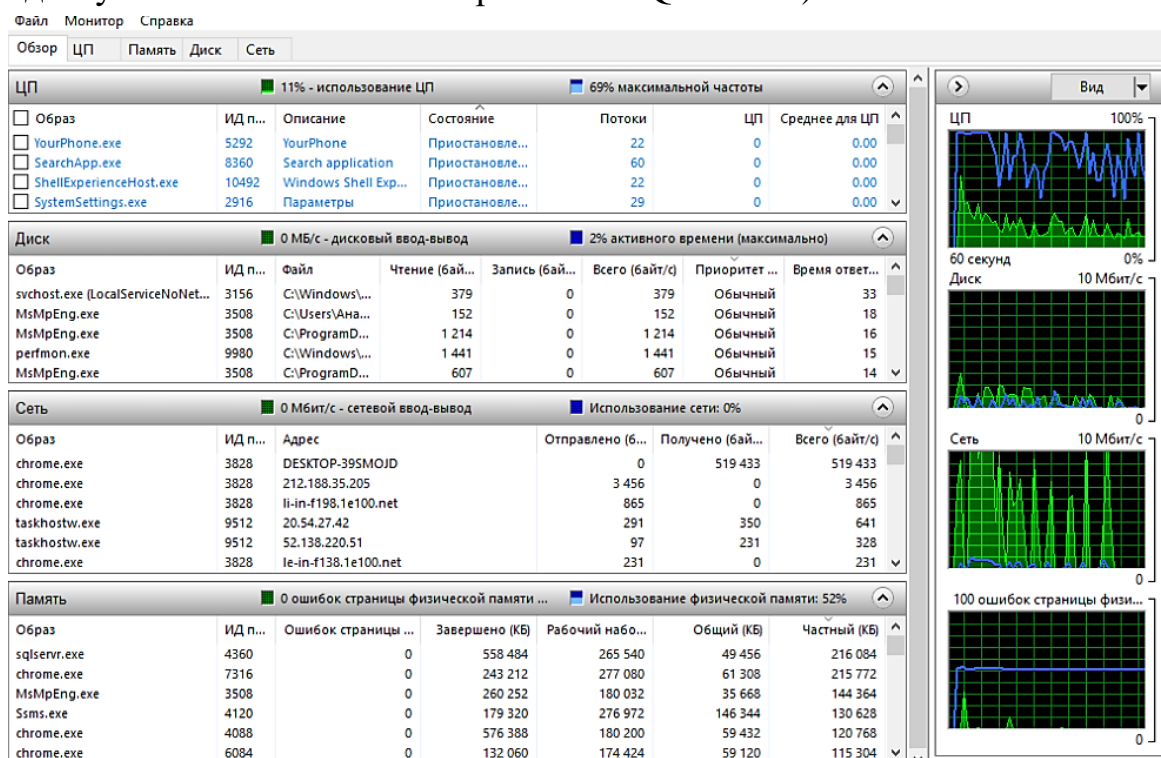 Файл Монитор Справка
Обзор ЦП Память Диск Сеть
ЦП 11% - использование ЦП 69% максимальной частоты
Образ ИД п... Описание Состояние Потоки ЦП Среднее для ЦП
YourPhone.exe 5292 YourPhone Приостановле... 22 0 0.00
SearchApp.exe 8360 Search application Приостановле... 60 0 0.00
ShellExperienceHost.exe 10492 Windows Shell Exp... Приостановле... 22 0 0.00
SystemSettings.exe 2916 Параметры Приостановле... 29 0 0.00
Диск 0 МБ/с - дисковый ввод-вывод 2% активного времени (максимально)
Образ ИД п... Файл Чтение (бай... Запись (бай... Всего (байт/с) Приоритет ... Время ответ...
svchost.exe (LocalServiceNoNet... 3156 C:\Windows\... 379 0 379 Обычный 33
MsMpEng.exe 3508 C:\Users\Ана... 152 0 152 Обычный 18
MsMpEng.exe 3508 C:\ProgramD... 1 214 0 1 214 Обычный 16
perfmon.exe 9980 C:\Windows\... 1 441 0 1 441 Обычный 15
MsMpEng.exe 3508 C:\ProgramD... 607 0 607 Обычный 14
Сеть 0 Мбит/с - сетевой ввод-вывод Использование сети: 0%
Образ ИД п... Адрес Отправлено (б... Получено (бай... Всего (байт/с)
chrome.exe 3828 DESKTOP-39SMOJD 0 519 433 519 433
chrome.exe 3828 212.188.35.205 3 456 0 3 456
chrome.exe 3828 li-in-f198.1e100.net 865 0 865
taskhostw.exe 9512 20.54.27.42 291 350 641
taskhostw.exe 9512 52.138.220.51 97 231 328
chrome.exe 3828 le-in-f138.1e100.net 231 0 231
Память 0 ошибок страницы физической памяти ... Использование физической памяти: 52%
Образ ИД п... Ошибок страницы ... Завершено (КБ) Рабочий набо... Общий (КБ) Частный (КБ)
sqlservr.exe 4360 0 558 484 265 540 49 456 216 084
chrome.exe 7316 0 243 212 277 080 61 308 215 772
MsMpEng.exe 3508 0 260 252 180 032 35 668 144 364
Ssms.exe 4120 0 179 320 276 972 146 344 130 628
chrome.exe 4088 0 576 388 180 200 59 432 120 768
chrome.exe 6084 0 132 060 174 424 59 120 115 304
Вид
ЦП 100%
60 секунд 0%
Диск 10 Мбит/с
0
Сеть 10 Мбит/с
0
100 ошибок страницы физи...
0